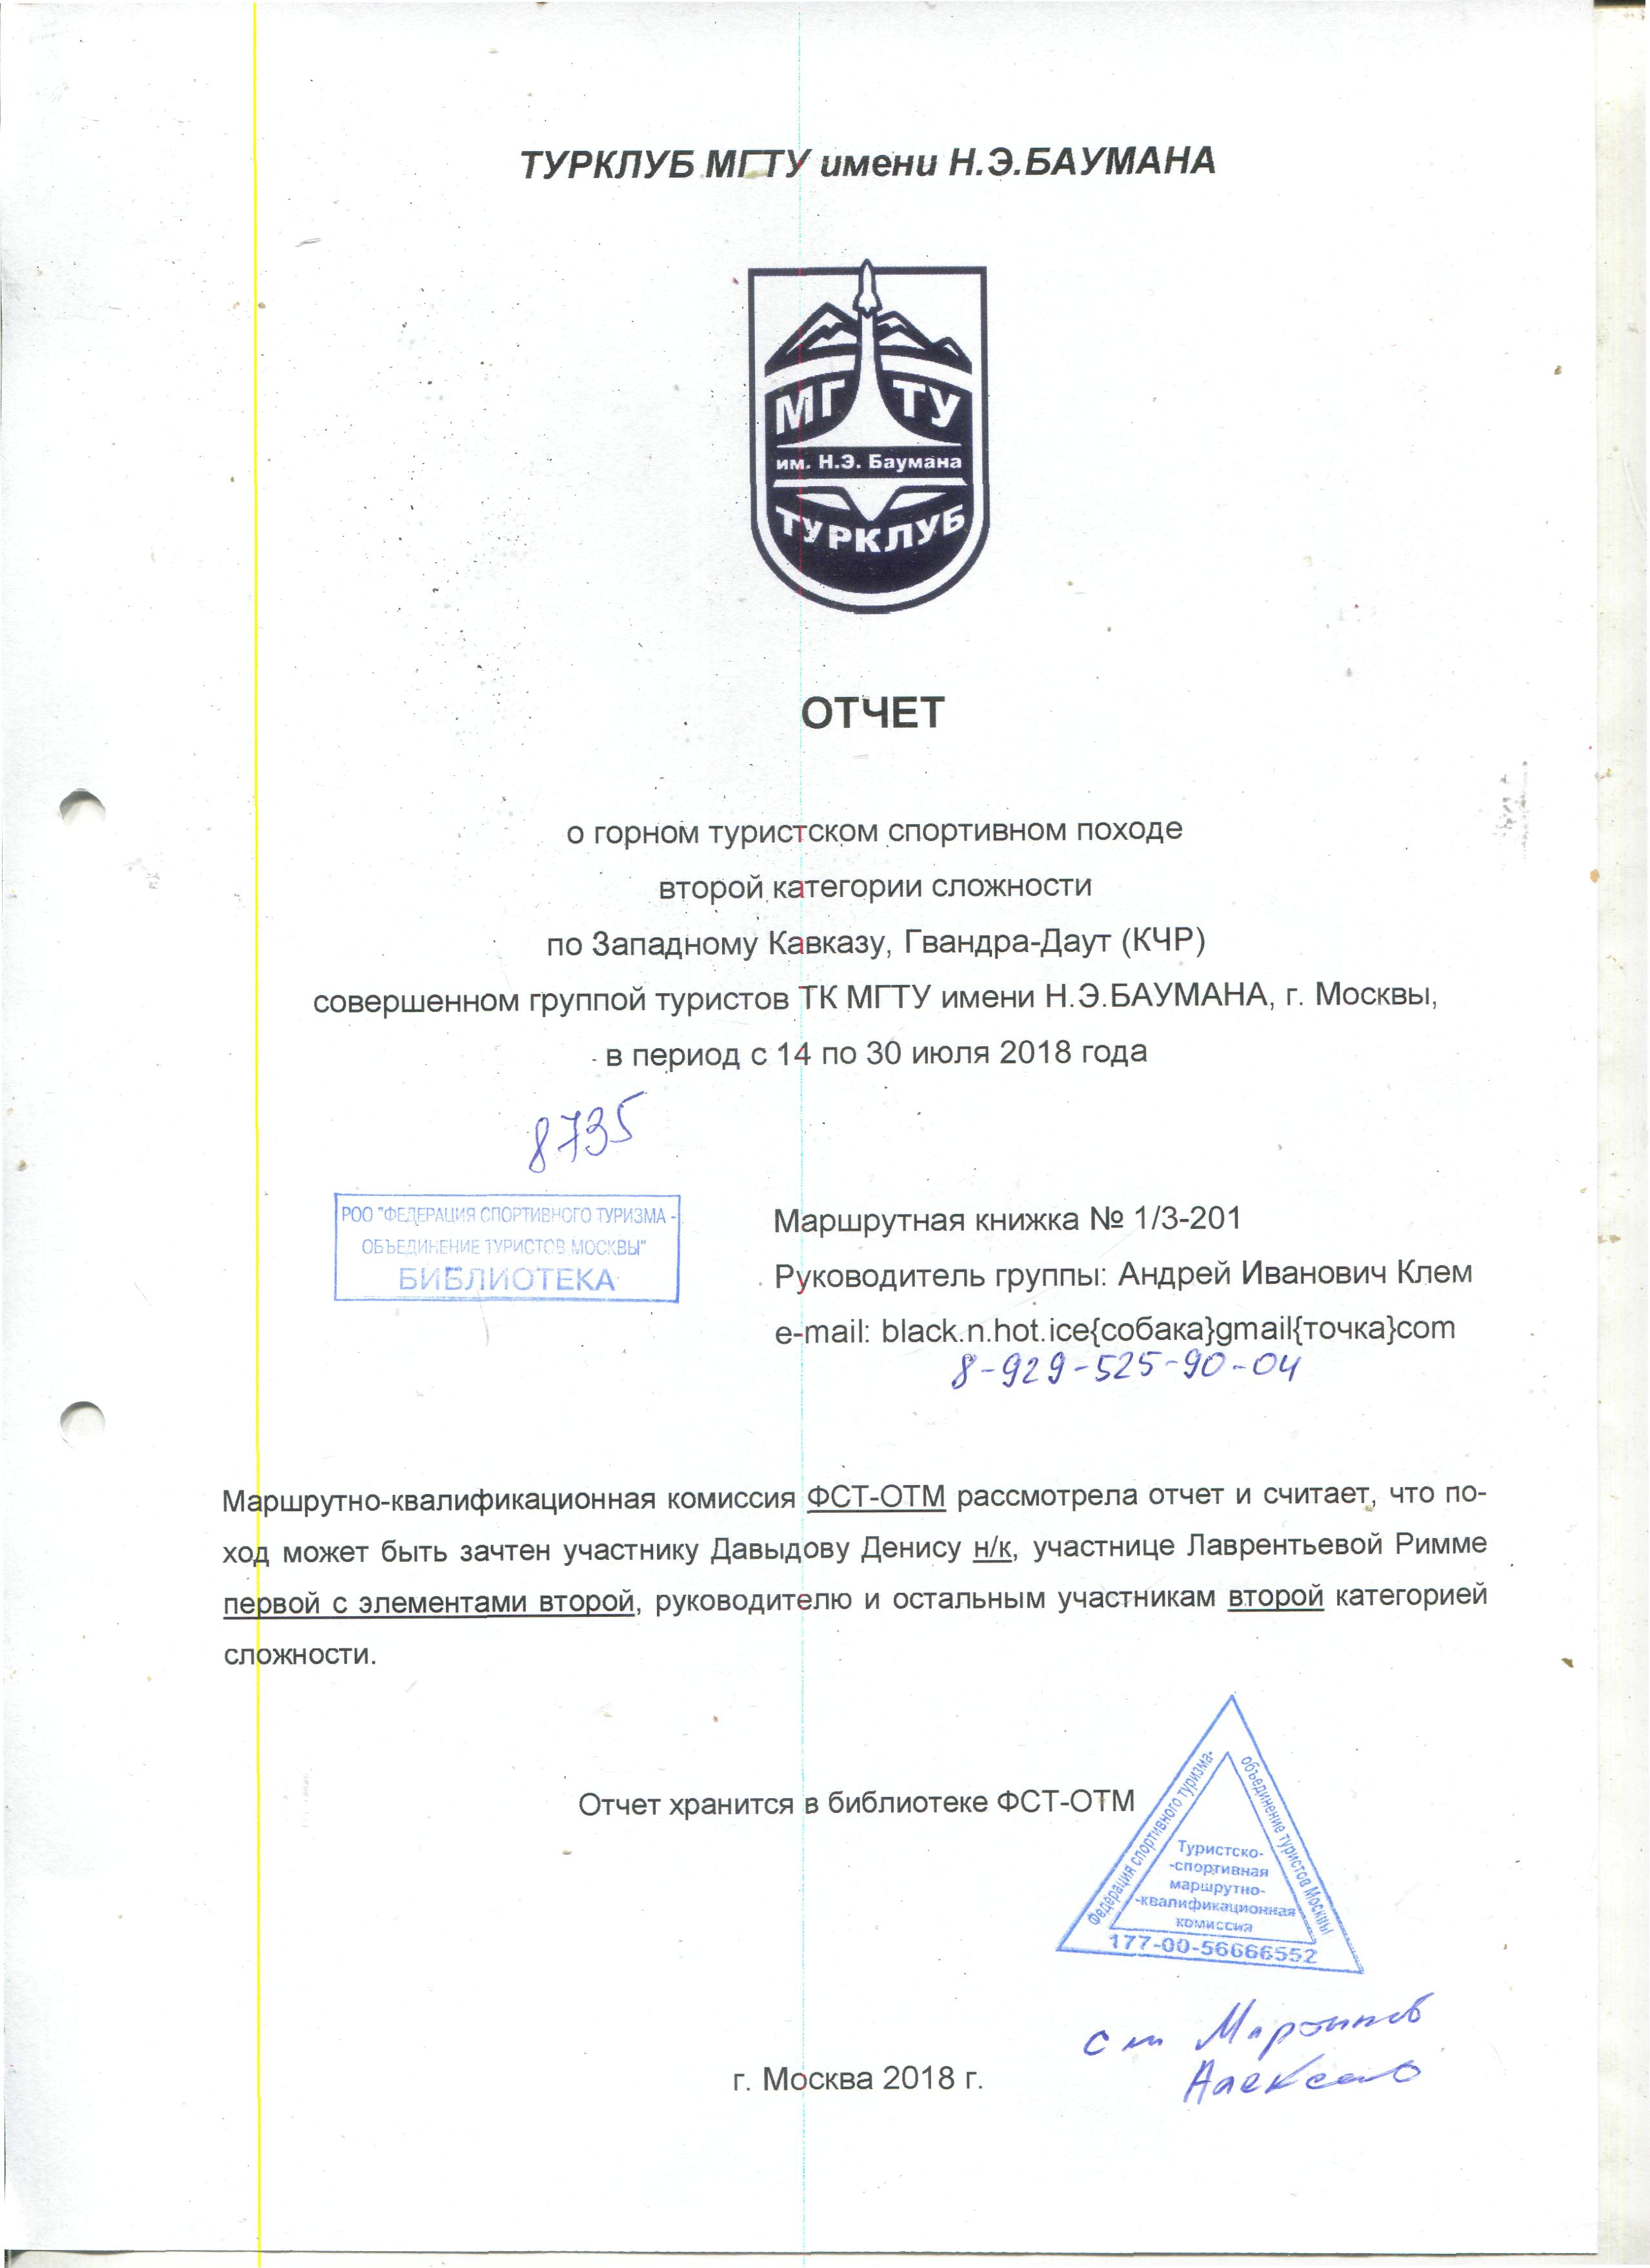 ТУРКЛУБ МГТУ имени Н.Э.БАУМАНА
МГ ТУ
им. Н.Э. Баумана
ТУРКЛУБ
ОТЧЕТ
о горном туристском спортивном походе
второй категории сложности
по Западному Кавказу, Гвандра-Даут (КЧР)
совершенном группой туристов ТК МГТУ имени Н.Э.БАУМАНА, г. Москвы,
в период с 14 по 30 июля 2018 года
8735
РОО "ФЕДЕРАЦИЯ СПОРТИВНОГО ТУРИЗМА -
ОБЪЕДИНЕНИЕ ТУРИСТОВ МОСКВЫ"
БИБЛИОТЕКА
Маршрутная книжка № 1/3-201
Руководитель группы: Андрей Иванович Клем
e-mail: black.n.hot.ice{собака}gmail{точка}com
8-929-525-90-04
Маршрутно-квалификационная комиссия ФСТ-ОТМ рассмотрела отчет и считает, что по-
ход может быть зачтен участнику Давыдову Денису н/к, участнице Лаврентьевой Римме
первой с элементами второй, руководителю и остальным участникам второй категорией
сложности.
Отчет хранится в библиотеке ФСТ-ОТМ
Федерация спортивного туризма-
объединение туристов Москвы
Туристско-
-спортивная
маршрутно-
-квалификационная
комиссия
177-00-56666552
Мартынов
г. Москва 2018 г.